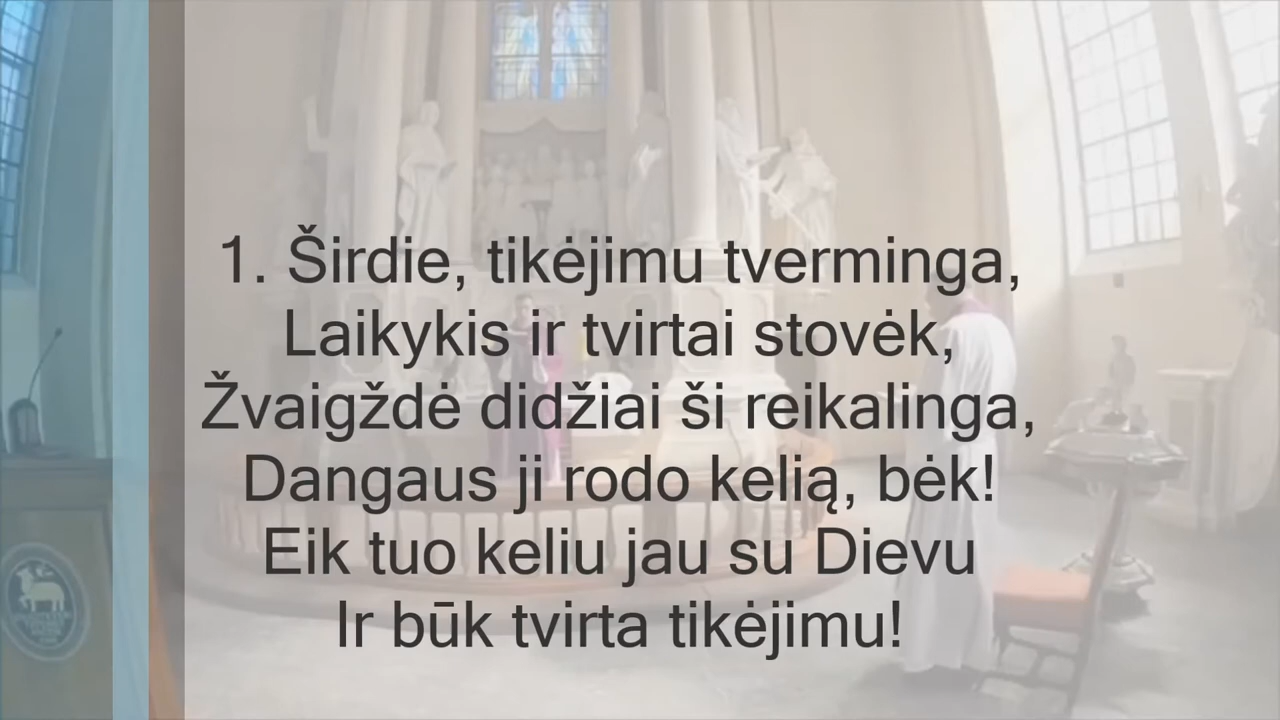 1. Širdie, tikėjimu tverminga,
Laikykis ir tvirtai stovėk,
Žvaigždė didžiai ši reikalinga,
Dangaus ji rodo kelią, bėk!
Eik tuo keliu jau su Dievu
Ir būk tvirta tikėjimu!